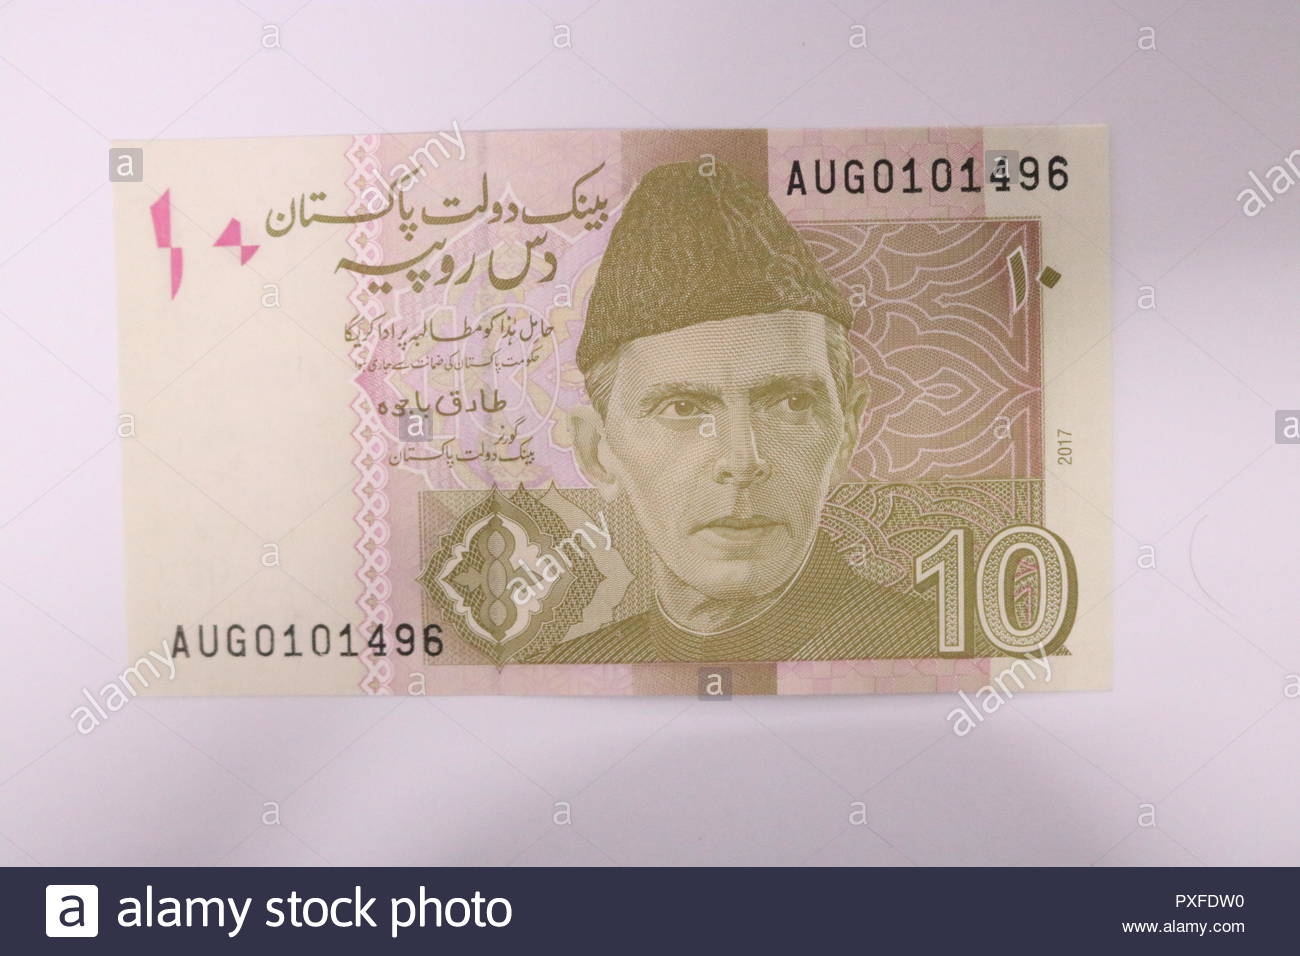 AUG0101496
بینک دولت پاکستان
۱۰
دس روپیہ
۱۰
حامل ہٰذا کو مطالبہ پر ادا کریگا
حکومت پاکستان کی ضمانت سے جاری ہوا
طارق باجوہ
گورنر
بینک دولت پاکستان
2017
10
AUG0101496
a alamy stock photo
PXFDW0
www.alamy.com